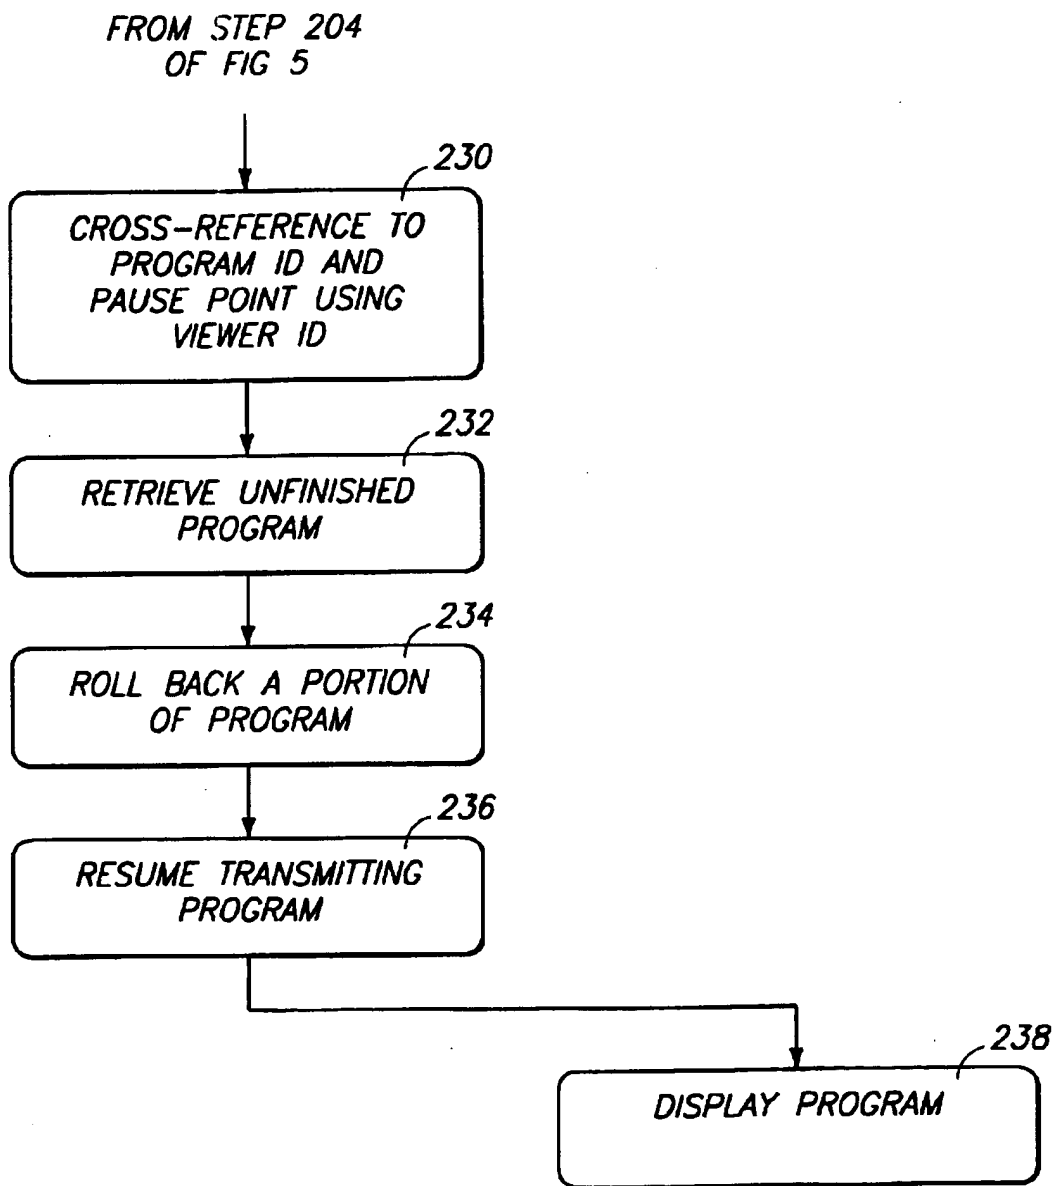 FROM STEP 204
OF FIG 5
230
CROSS-REFERENCE TO
PROGRAM ID AND
PAUSE POINT USING
VIEWER ID
232
RETRIEVE UNFINISHED
PROGRAM
234
ROLL BACK A PORTION
OF PROGRAM
236
RESUME TRANSMITTING
PROGRAM
238
DISPLAY PROGRAM